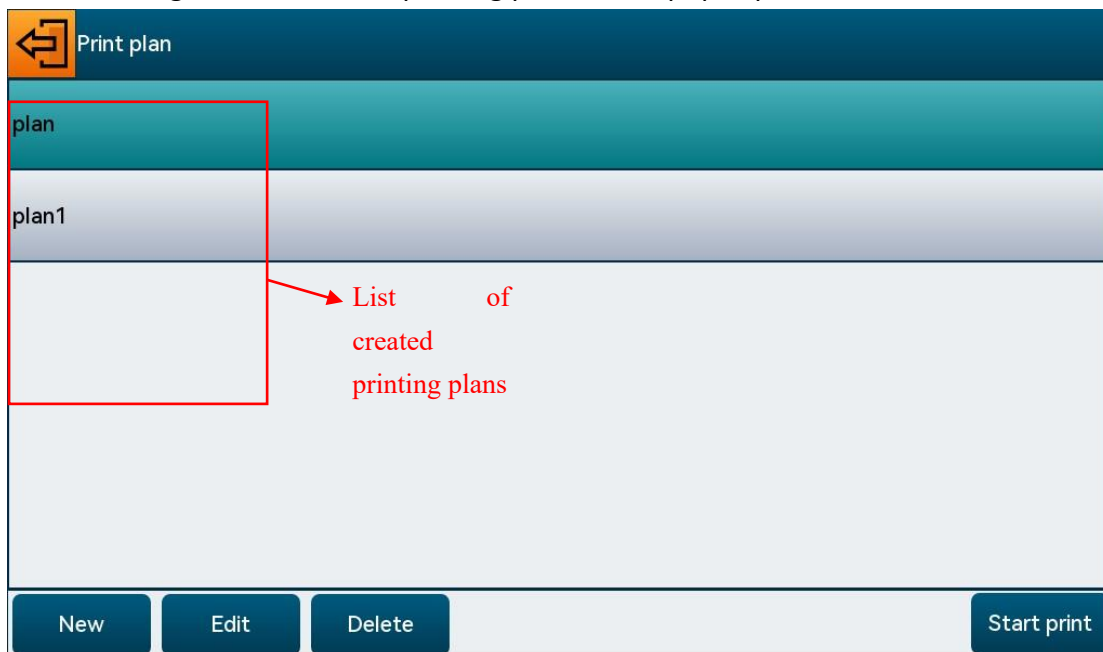 Print plan
plan
plan1
List of
created
printing plans
New Edit Delete Start print